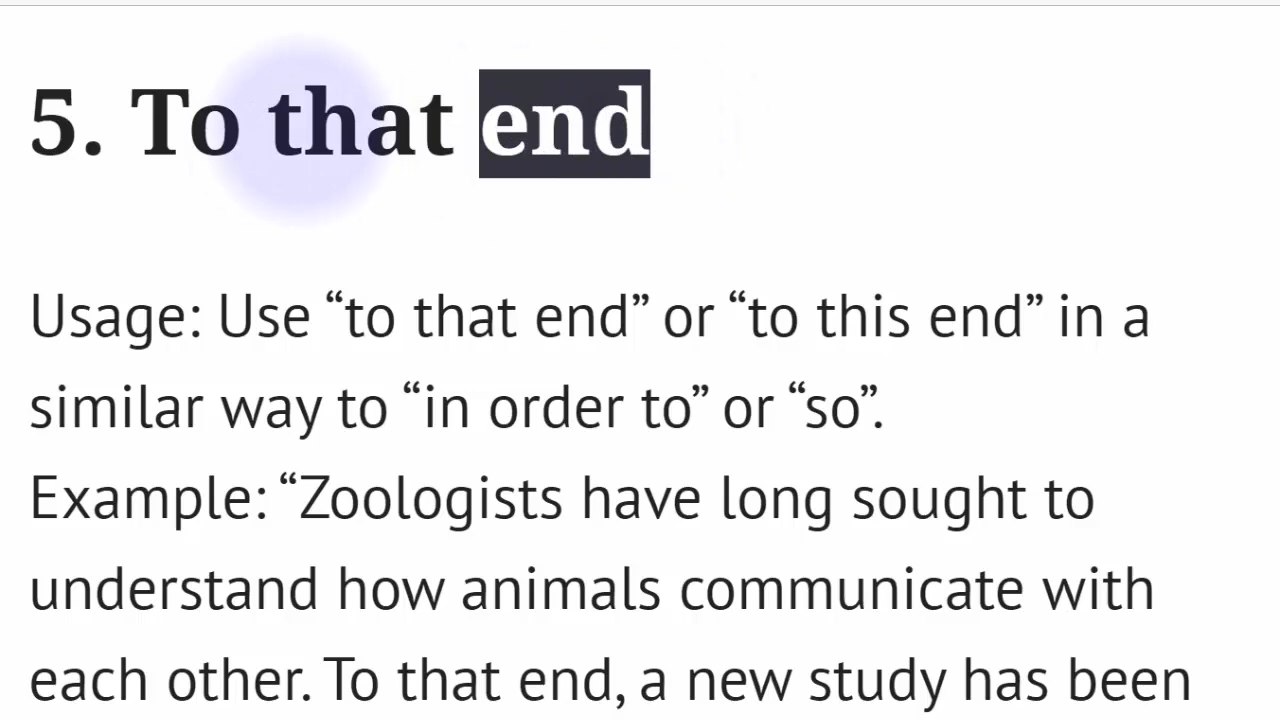 5. To that end
Usage: Use “to that end” or “to this end” in a
similar way to “in order to” or “so”.
Example: “Zoologists have long sought to
understand how animals communicate with
each other. To that end, a new study has been